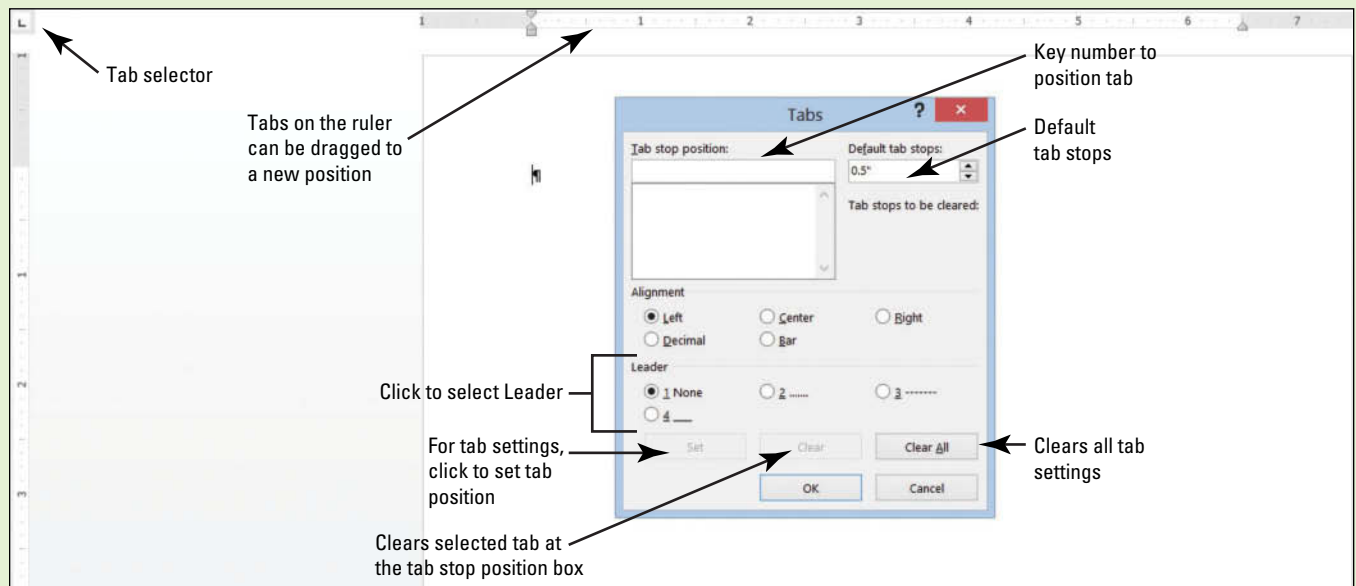 L
1 1 2 3 4 5 6 7
Tab selector
Key number to
position tab
Tabs on the ruler
can be dragged to
a new position
Default
tab stops
Tabs ? ×
Tab stop position:
Default tab stops:
0.5"
Tab stops to be cleared:
¶
Alignment
Left Center Right
Decimal Bar
Leader
1 None 2 ...... 3 -------
4 ___
Click to select Leader
Set Clear Clear All
OK Cancel
For tab settings,
click to set tab
position
Clears all tab
settings
Clears selected tab at
the tab stop position box
1
1
2
3